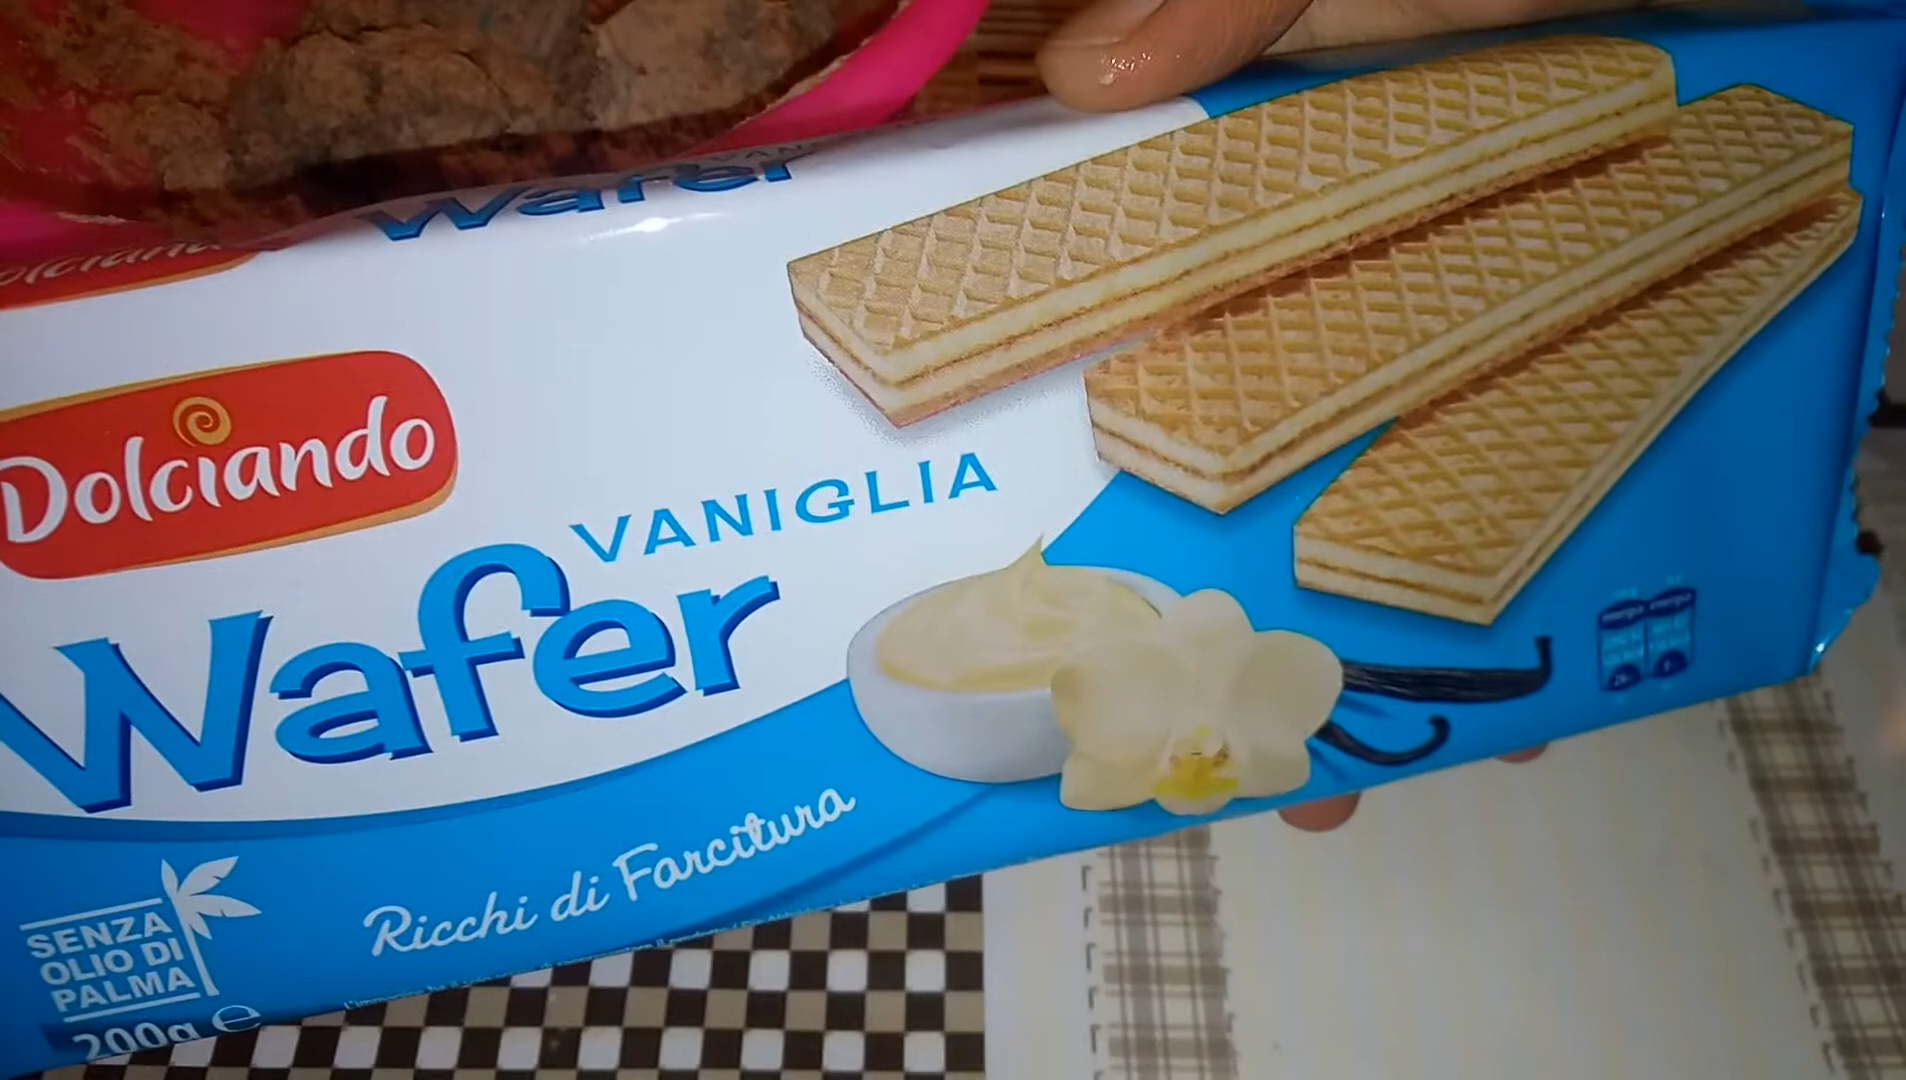 Wafer
Dolciando
VANIGLIA
Wafer
Ricchi di Farcitura
SENZA
OLIO DI
PALMA
200g e